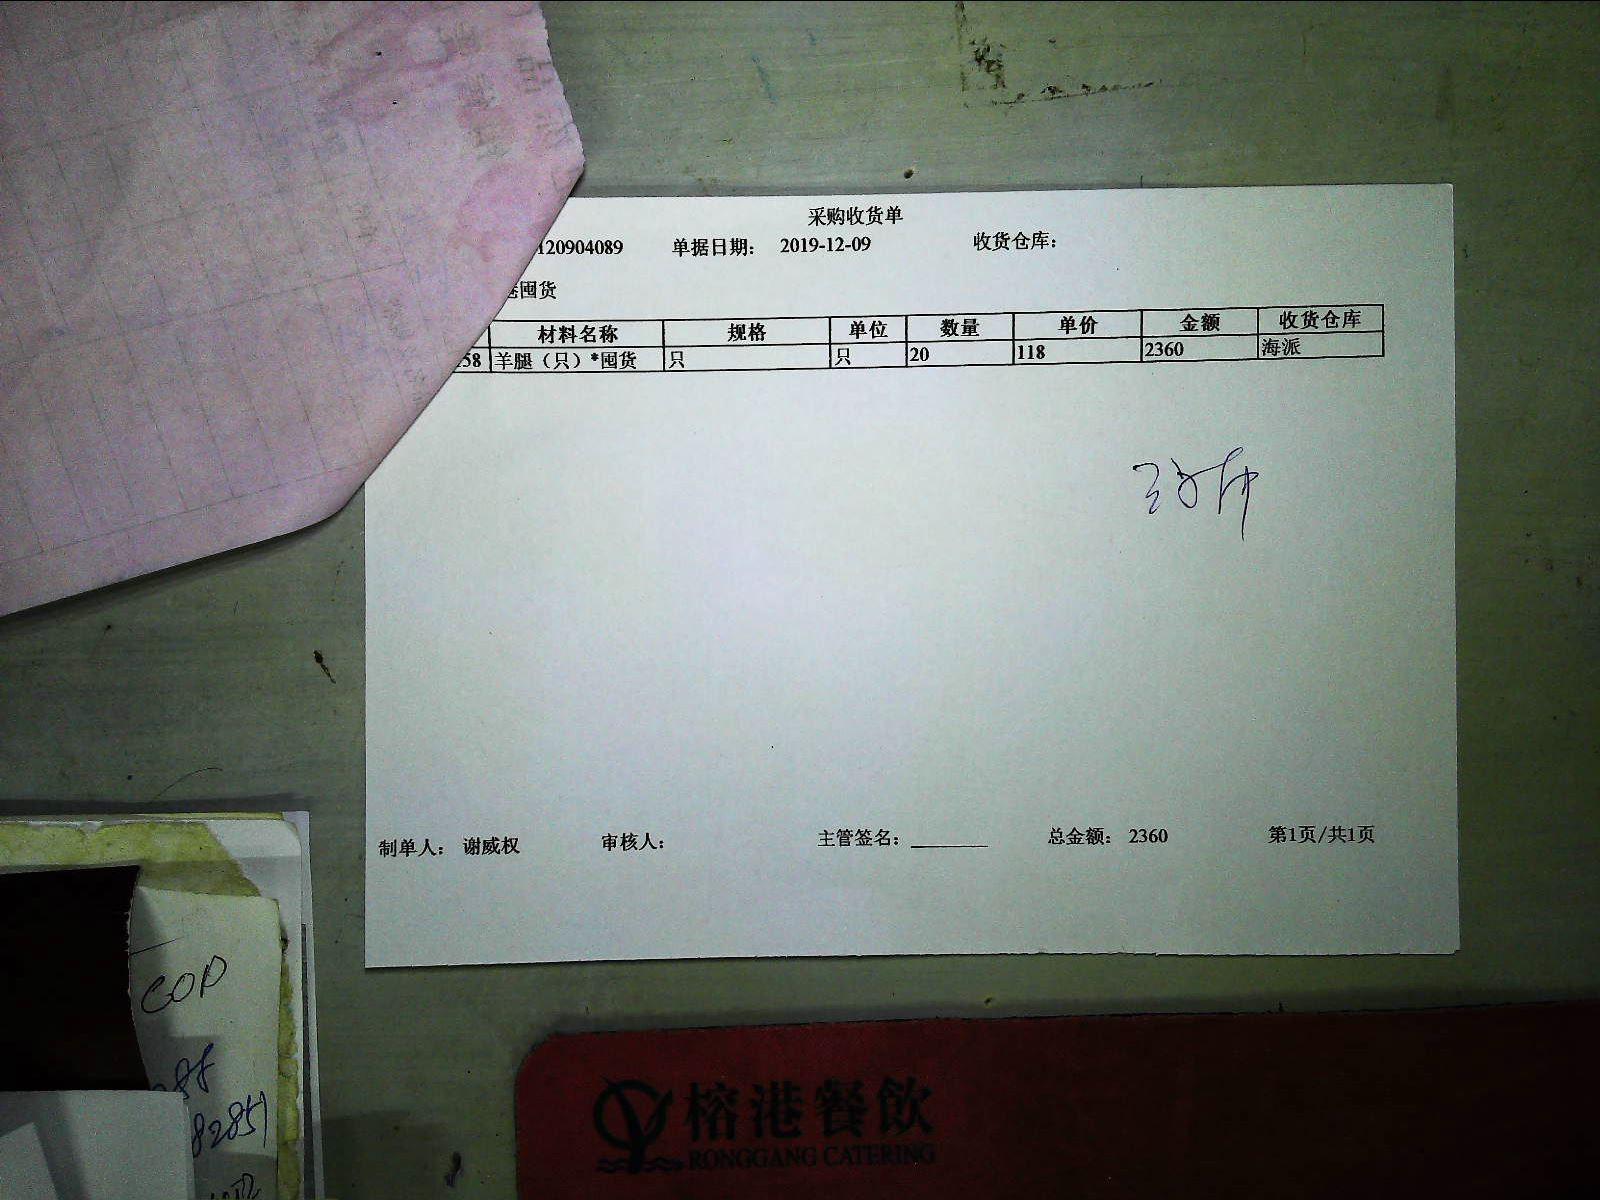 采购收货单
120904089 单据日期: 2019-12-09 收货仓库:
囤货
材料名称 规格 单位 数量 单价 金额 收货仓库
58 羊腿（只）*囤货 只 只 20 118 2360 海派
制单人: 谢威权 审核人: 主管签名: ________ 总金额: 2360 第1页/共1页
COD
82851
榕港餐飲
RONGGANG CATERING